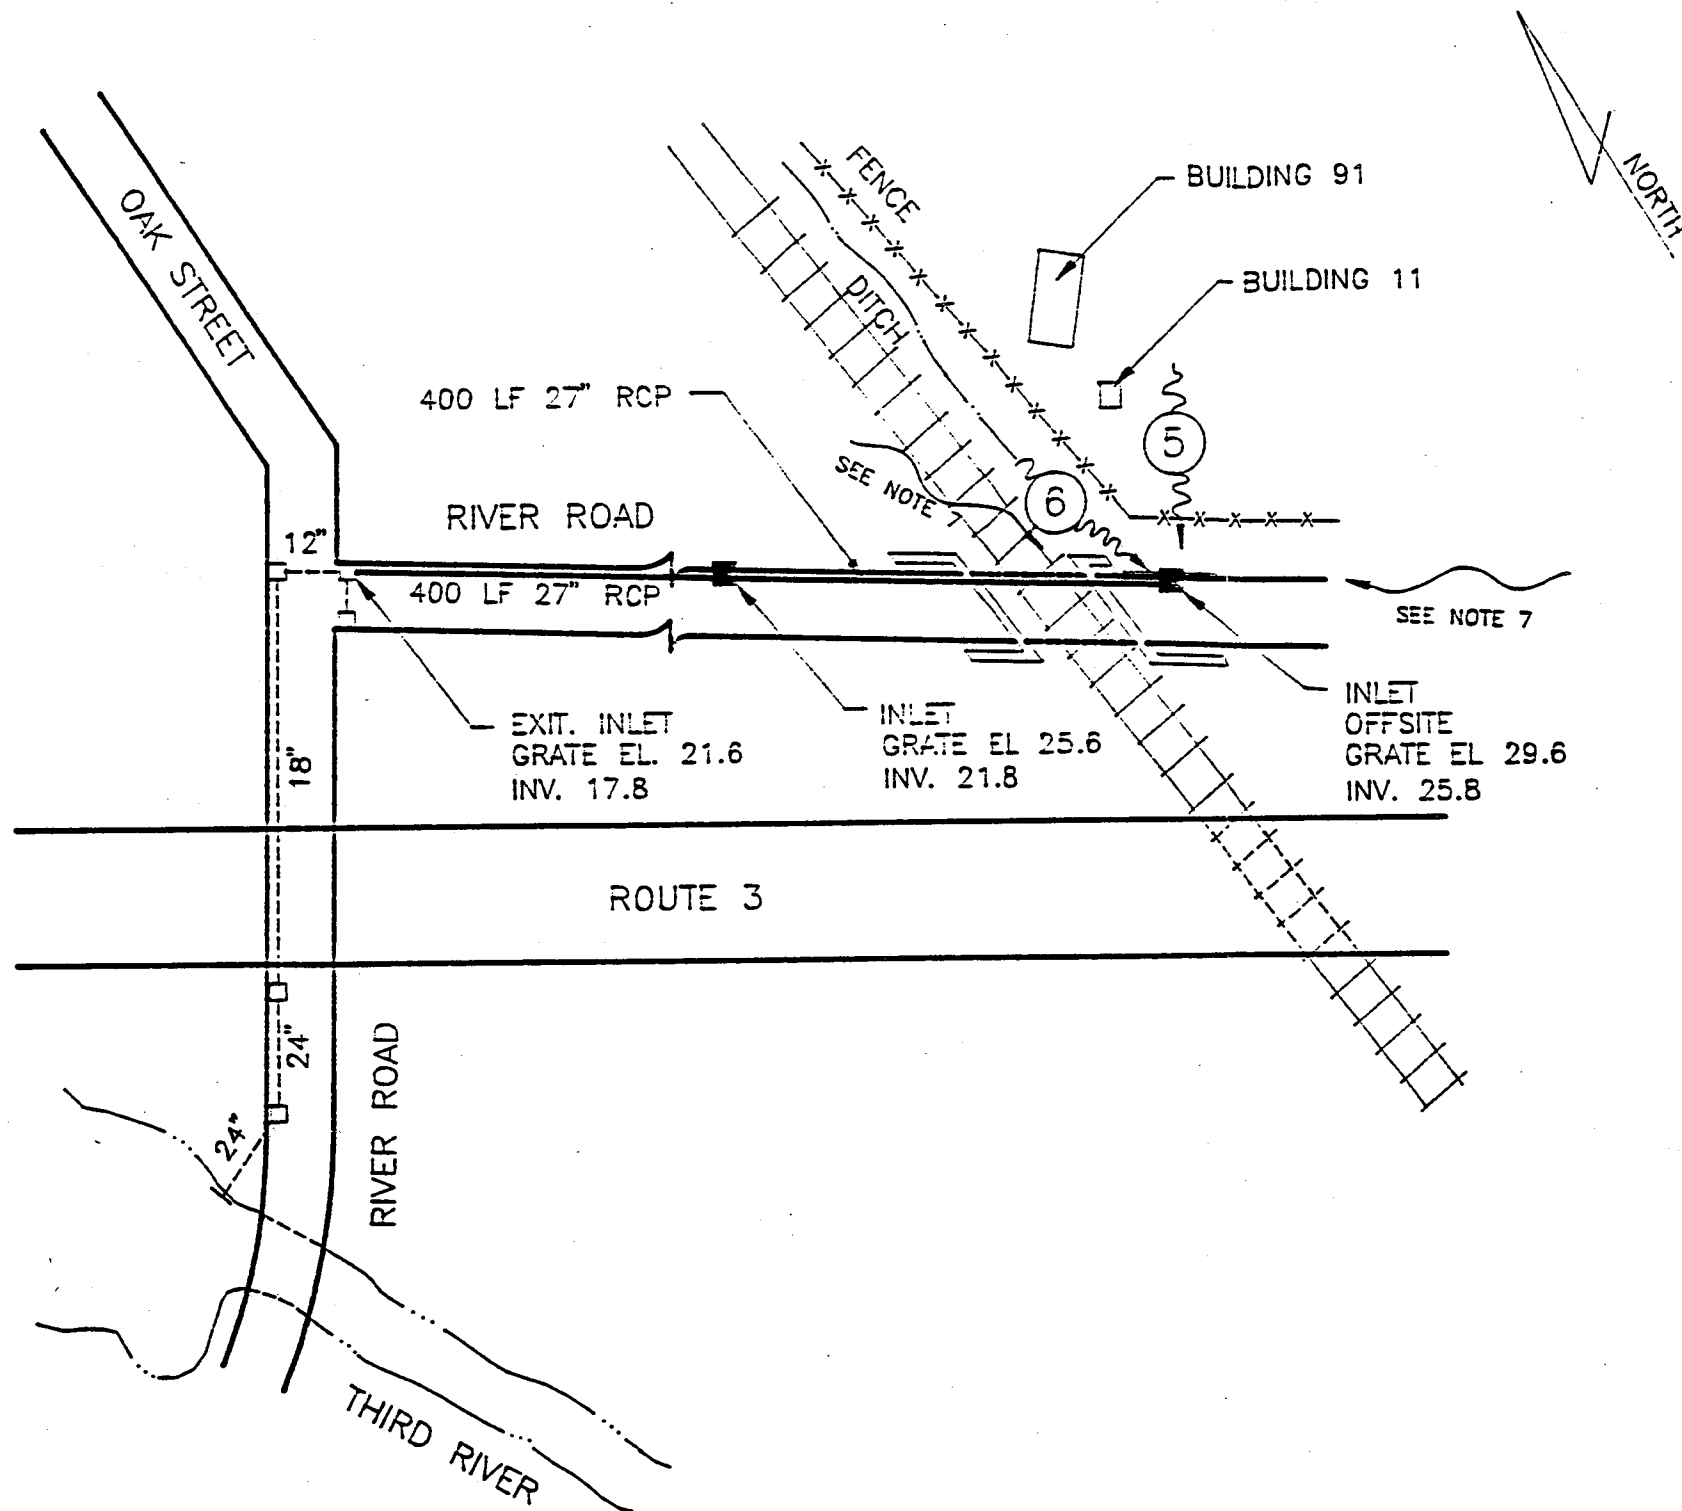 NORTH
BUILDING 91
FENCE
OAK STREET
BUILDING 11
DITCH
400 LF 27" RCP
5
SEE NOTE 7
6
RIVER ROAD
12"
400 LF 27" RCP
SEE NOTE 7
EXIT. INLET
GRATE EL. 21.6
INV. 17.8
INLET
GRATE EL 25.6
INV. 21.8
INLET
OFFSITE
GRATE EL 29.6
INV. 25.8
18"
ROUTE 3
24"
RIVER ROAD
24"
THIRD RIVER